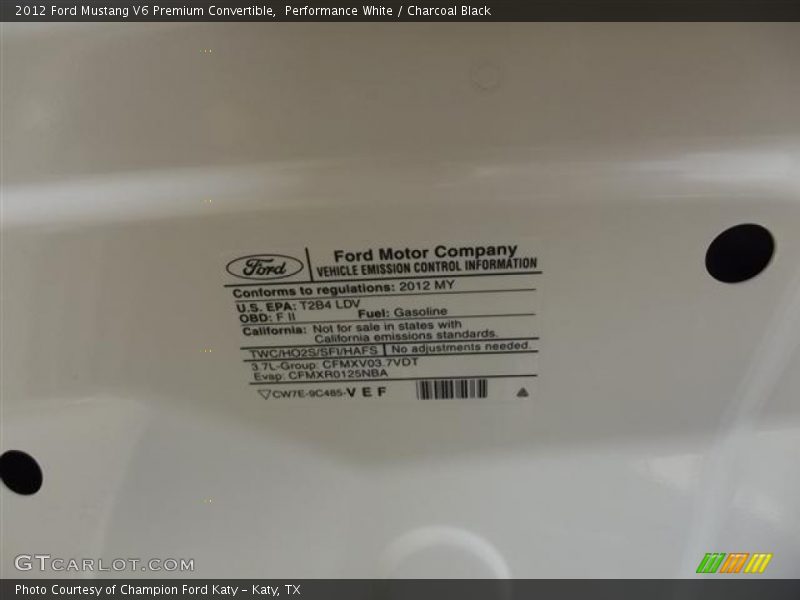 2012 Ford Mustang V6 Premium Convertible,  Performance White / Charcoal Black
Ford
Ford Motor Company
VEHICLE EMISSION CONTROL INFORMATION
Conforms to regulations: 2012 MY
U.S. EPA: T2B4 LDV
OBD: F II Fuel: Gasoline
California: Not for sale in states with
California emissions standards.
TWC/HO2S/SFI/HAFS No adjustments needed.
3.7L-Group: CFMXV03.7VDT
Evap: CFMXR0125NBA
CW7E-9C485-V E F
GTCARLOT.COM
Photo Courtesy of Champion Ford Katy – Katy, TX